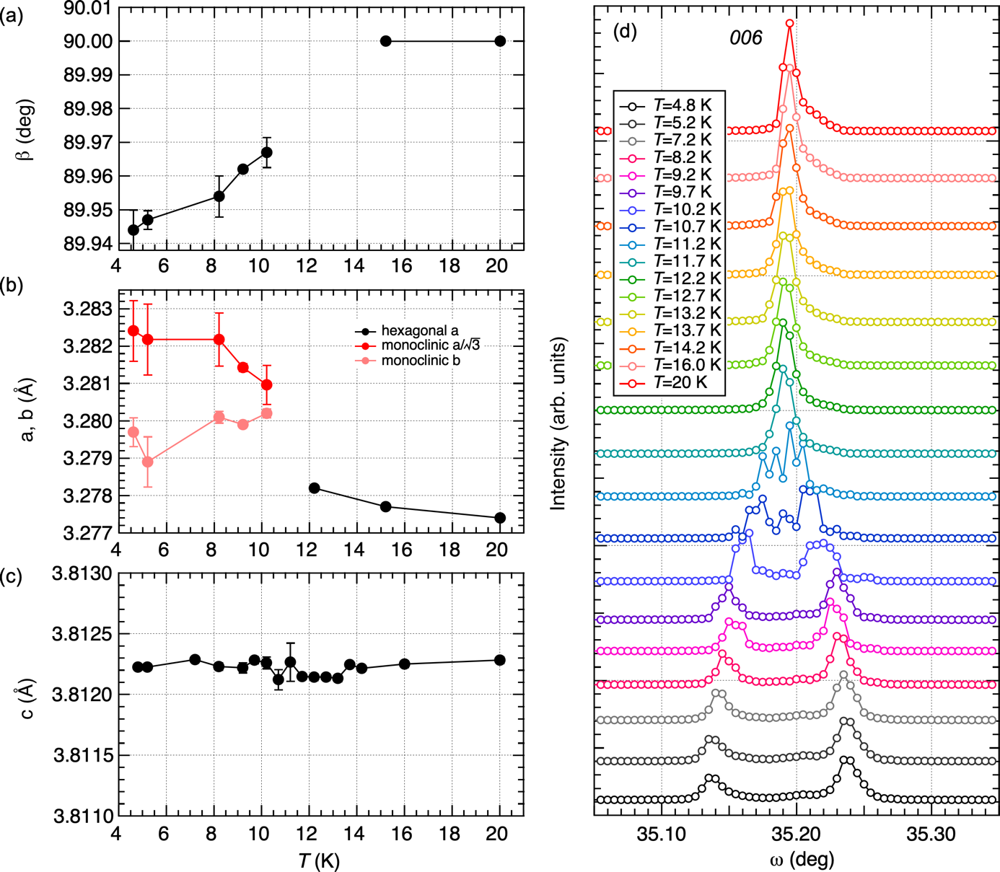 (a)
90.01
90.00
89.99
89.98
89.97
89.96
89.95
89.94
β (deg)
4 6 8 10 12 14 16 18 20
(b)
3.283
3.282
3.281
3.280
3.279
3.278
3.277
a, b (Å)
hexagonal a
monoclinic a/√3
monoclinic b
4 6 8 10 12 14 16 18 20
(c)
3.8130
3.8125
3.8120
3.8115
3.8110
c (Å)
4 6 8 10 12 14 16 18 20
T (K)
(d)
006
T=4.8 K
T=5.2 K
T=7.2 K
T=8.2 K
T=9.2 K
T=9.7 K
T=10.2 K
T=10.7 K
T=11.2 K
T=11.7 K
T=12.2 K
T=12.7 K
T=13.2 K
T=13.7 K
T=14.2 K
T=16.0 K
T=20 K
Intensity (arb. units)
35.10 35.20 35.30
ω (deg)